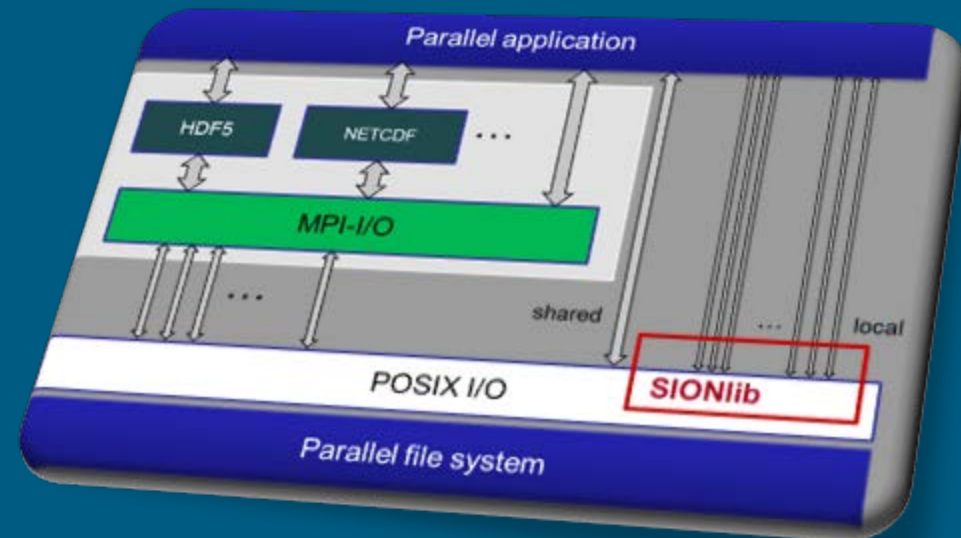 Parallel application
HDF5
NETCDF
...
MPI-I/O
...
shared
...
local
POSIX I/O
SIONlib
Parallel file system